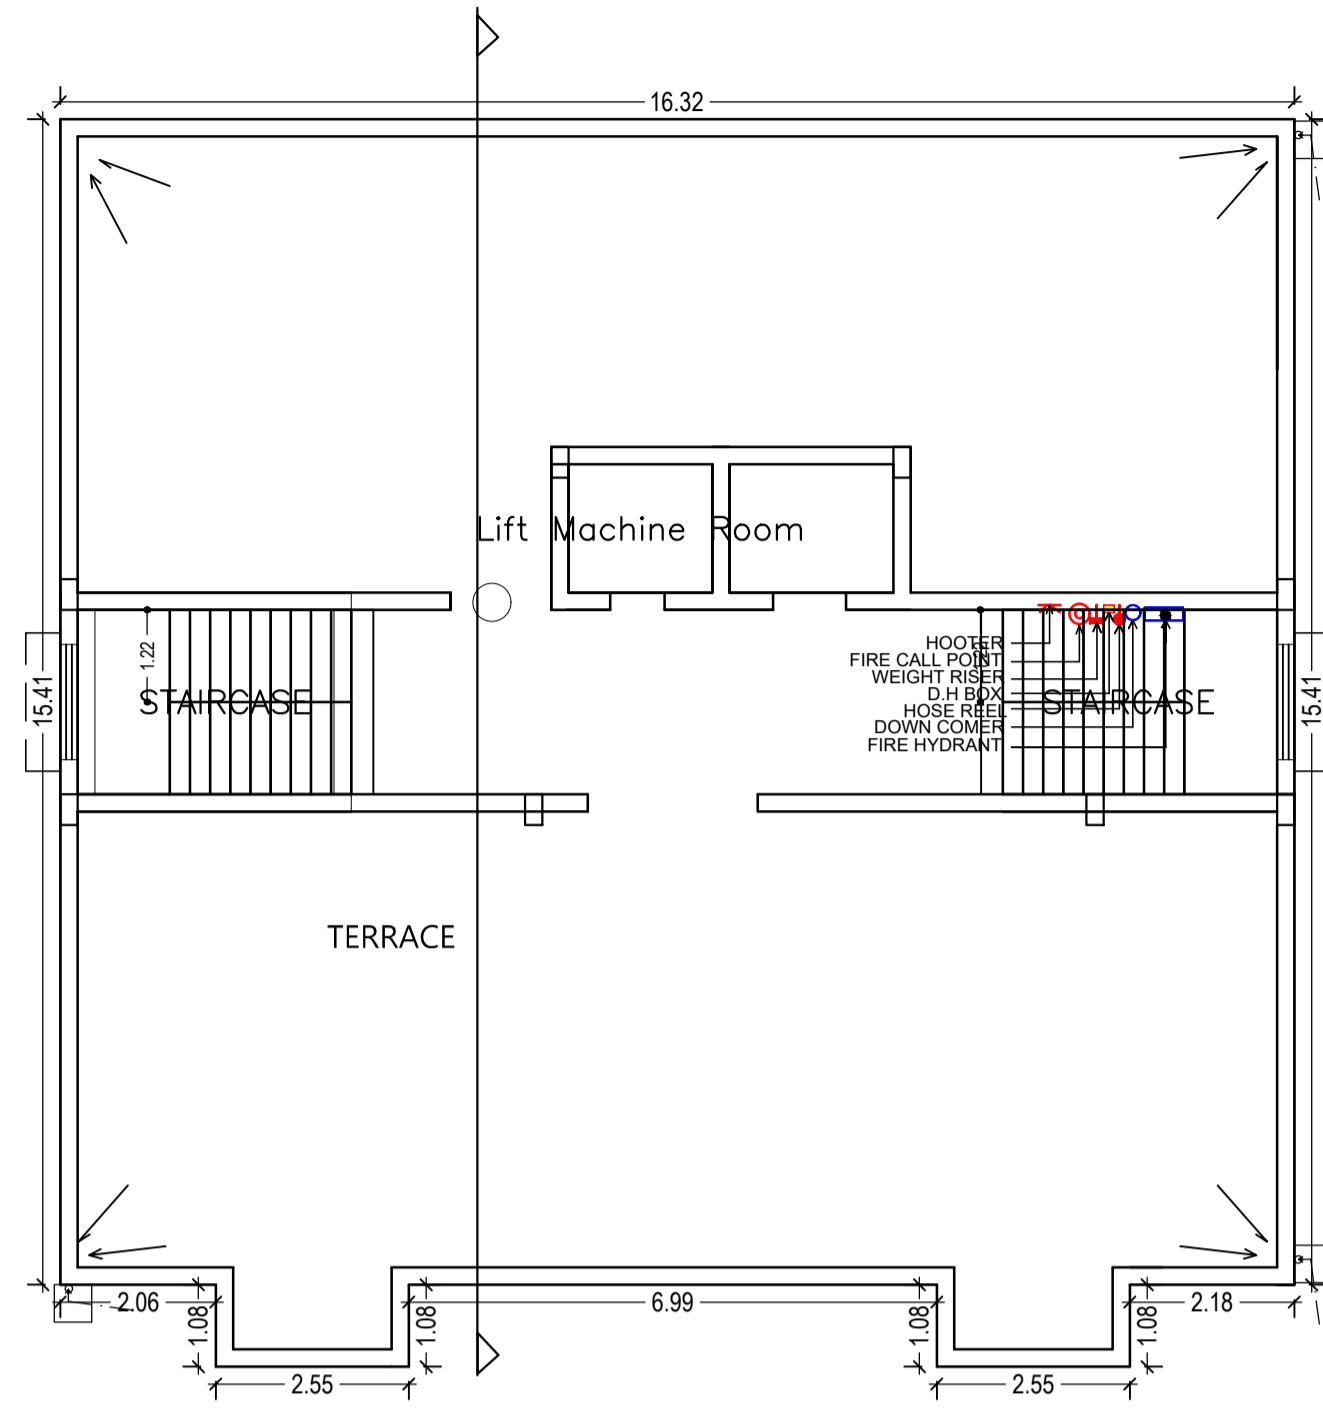 16.32
Lift Machine Room
1.22
HOOTER
FIRE CALL POINT
WEIGHT RISER
D.H BOX
HOSE REEL
DOWN COMER
FIRE HYDRANT
15.41
STAIRCASE
STAIRCASE
15.41
TERRACE
2.06
1.08
1.08
6.99
1.08
1.08
2.18
2.55
2.55